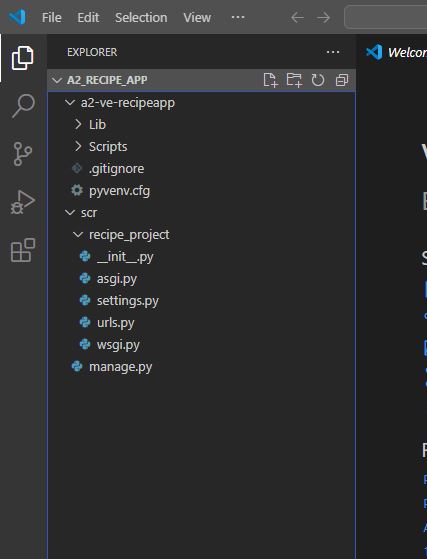 File Edit Selection View ...
EXPLORER ...
Welcom
A2_RECIPE_APP
a2-ve-recipeapp
Lib
Scripts
.gitignore
pyvenv.cfg
scr
recipe_project
__init__.py
asgi.py
settings.py
urls.py
wsgi.py
manage.py